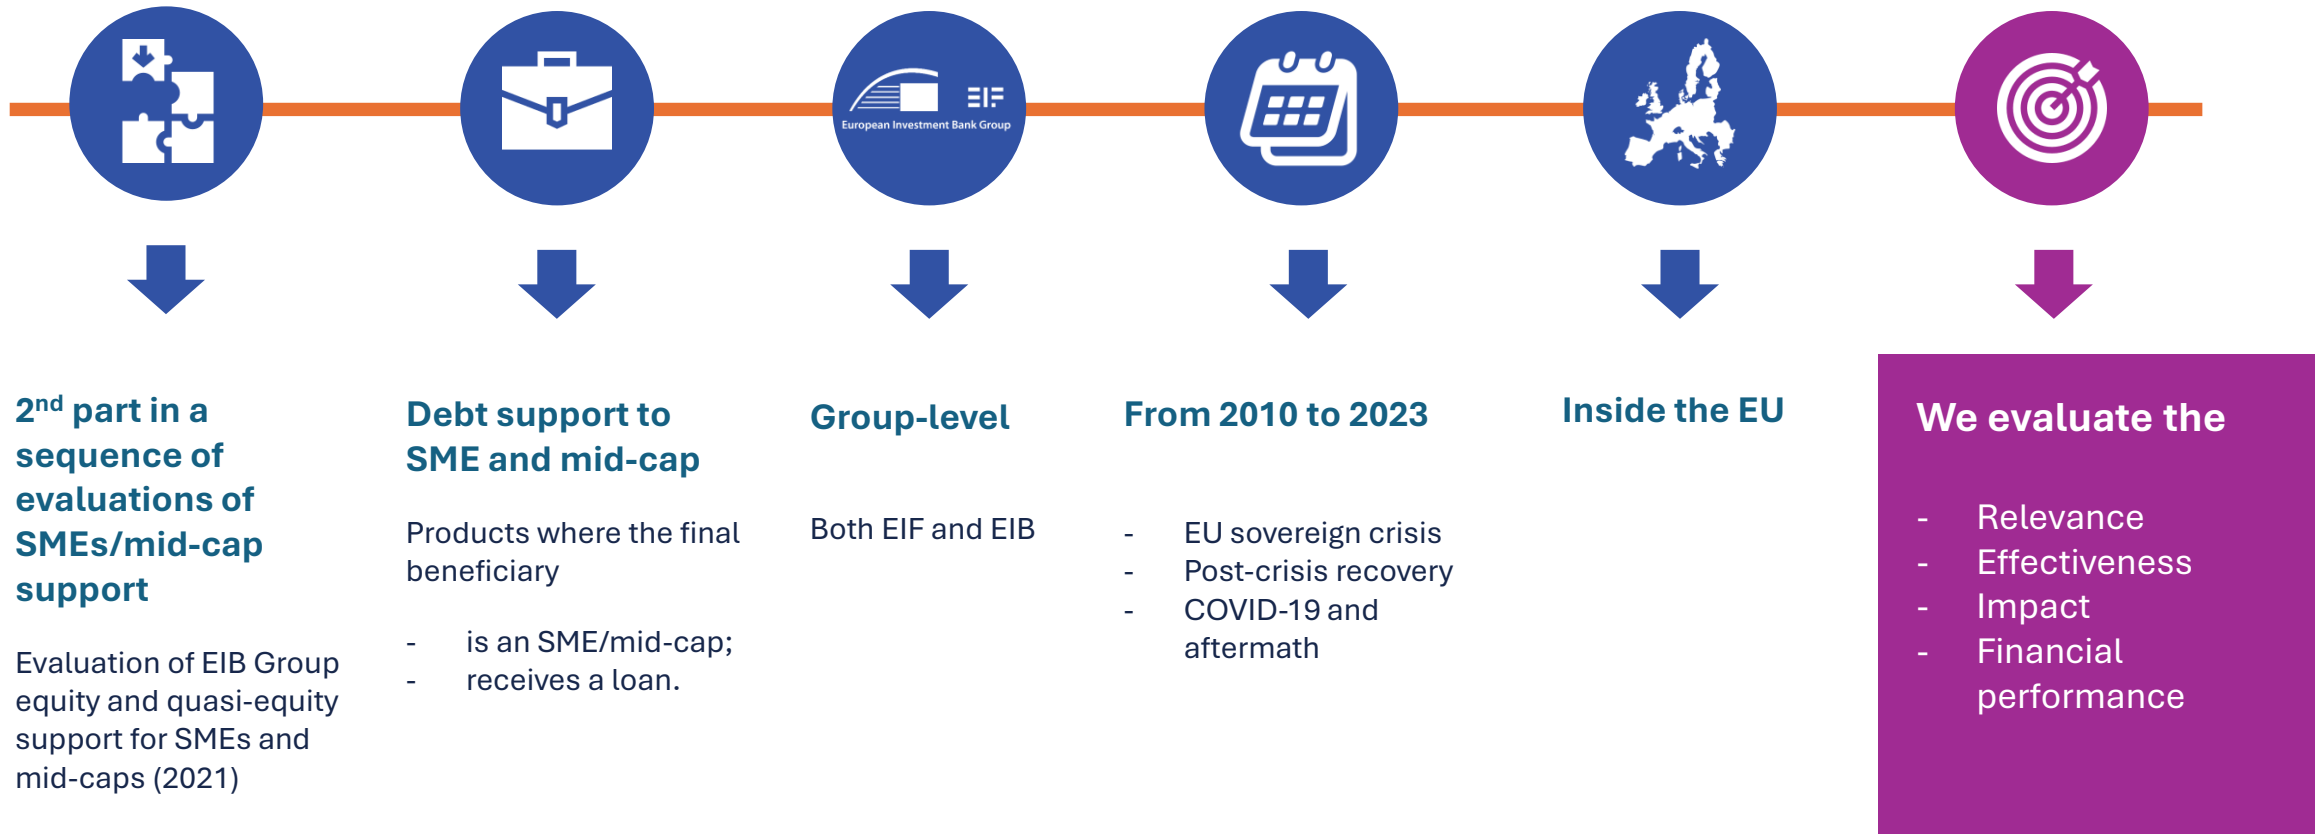 EIF
European Investment Bank Group
2nd part in a
sequence of
evaluations of
SMEs/mid-cap
support
Evaluation of EIB Group
equity and quasi-equity
support for SMEs and
mid-caps (2021)
Debt support to
SME and mid-cap
Products where the final
beneficiary
- is an SME/mid-cap;
- receives a loan.
Group-level
Both EIF and EIB
From 2010 to 2023
- EU sovereign crisis
- Post-crisis recovery
- COVID-19 and
aftermath
Inside the EU
We evaluate the
- Relevance
- Effectiveness
- Impact
- Financial
performance